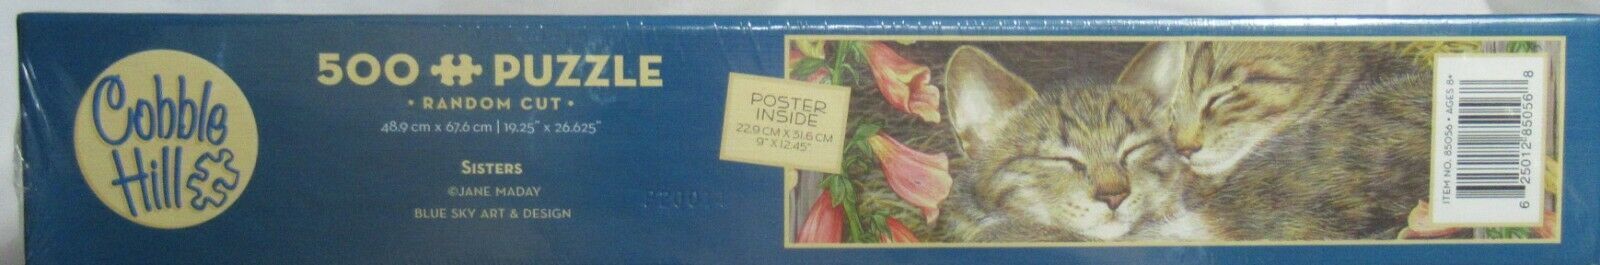 Cobble
Hill
500 PUZZLE
• RANDOM CUT •
48.9 cm x 67.6 cm | 19.25" x 26.625"
SISTERS
©JANE MADAY
BLUE SKY ART & DESIGN
POSTER
INSIDE
22.9 CM X 31.6 CM
9" X 12.45"
ITEM NO. 85056 • AGES 8+
6 25012 85056 8